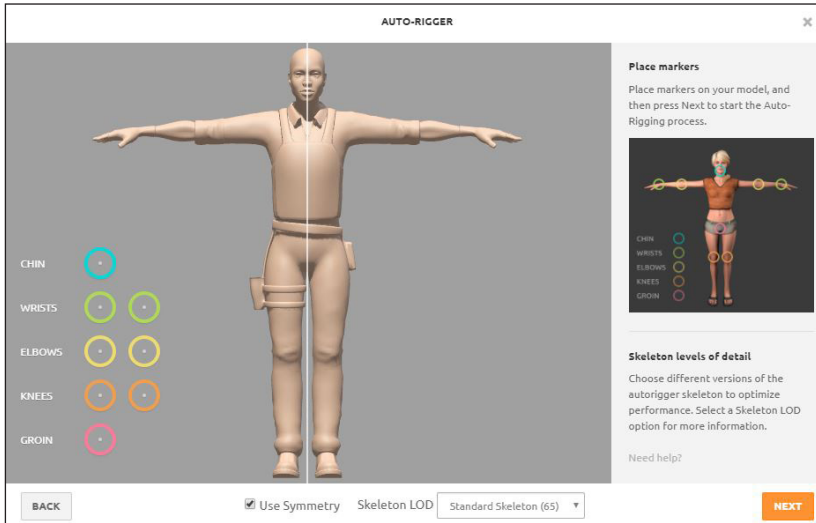 AUTO-RIGGER
CHIN
WRISTS
ELBOWS
KNEES
GROIN
Place markers
Place markers on your model, and
then press Next to start the Auto-
Rigging process.
CHIN
WRISTS
ELBOWS
KNEES
GROIN
Skeleton levels of detail
Choose different versions of the
autorigger skeleton to optimize
performance. Select a Skeleton LOD
option for more information.
Need help?
BACK
Use Symmetry
Skeleton LOD
Standard Skeleton (65)
NEXT